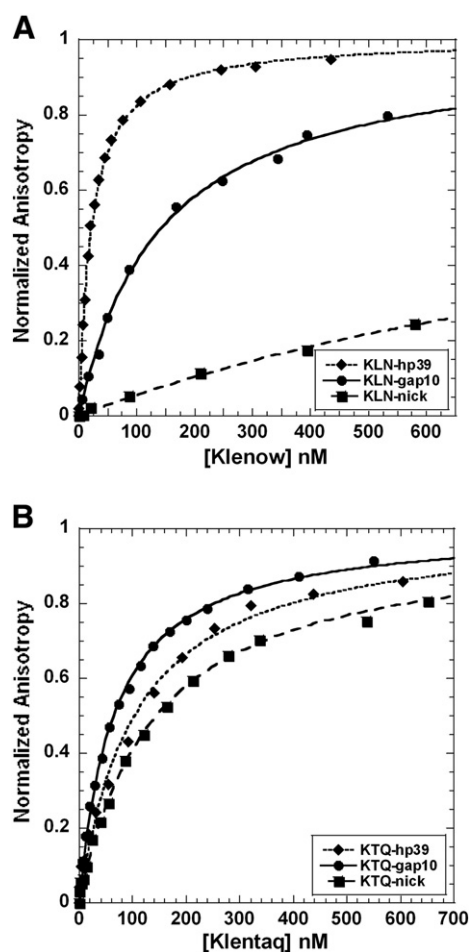 A
1
0.8
0.6
0.4
0.2
0
Normalized Anisotropy
KLN-hp39
KLN-gap10
KLN-nick
0 100 200 300 400 500 600
[Klenow] nM
B
1
0.8
0.6
0.4
0.2
0
Normalized Anisotropy
KTQ-hp39
KTQ-gap10
KTQ-nick
0 100 200 300 400 500 600 700
[Klentaq] nM